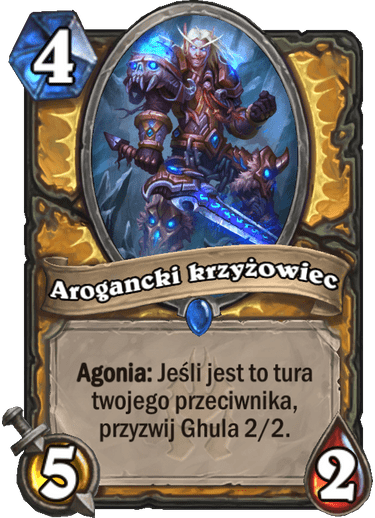 4
Arogancki krzyżowiec
Agonia: Jeśli jest to tura
twojego przeciwnika,
przyzwij Ghula 2/2.
5
2